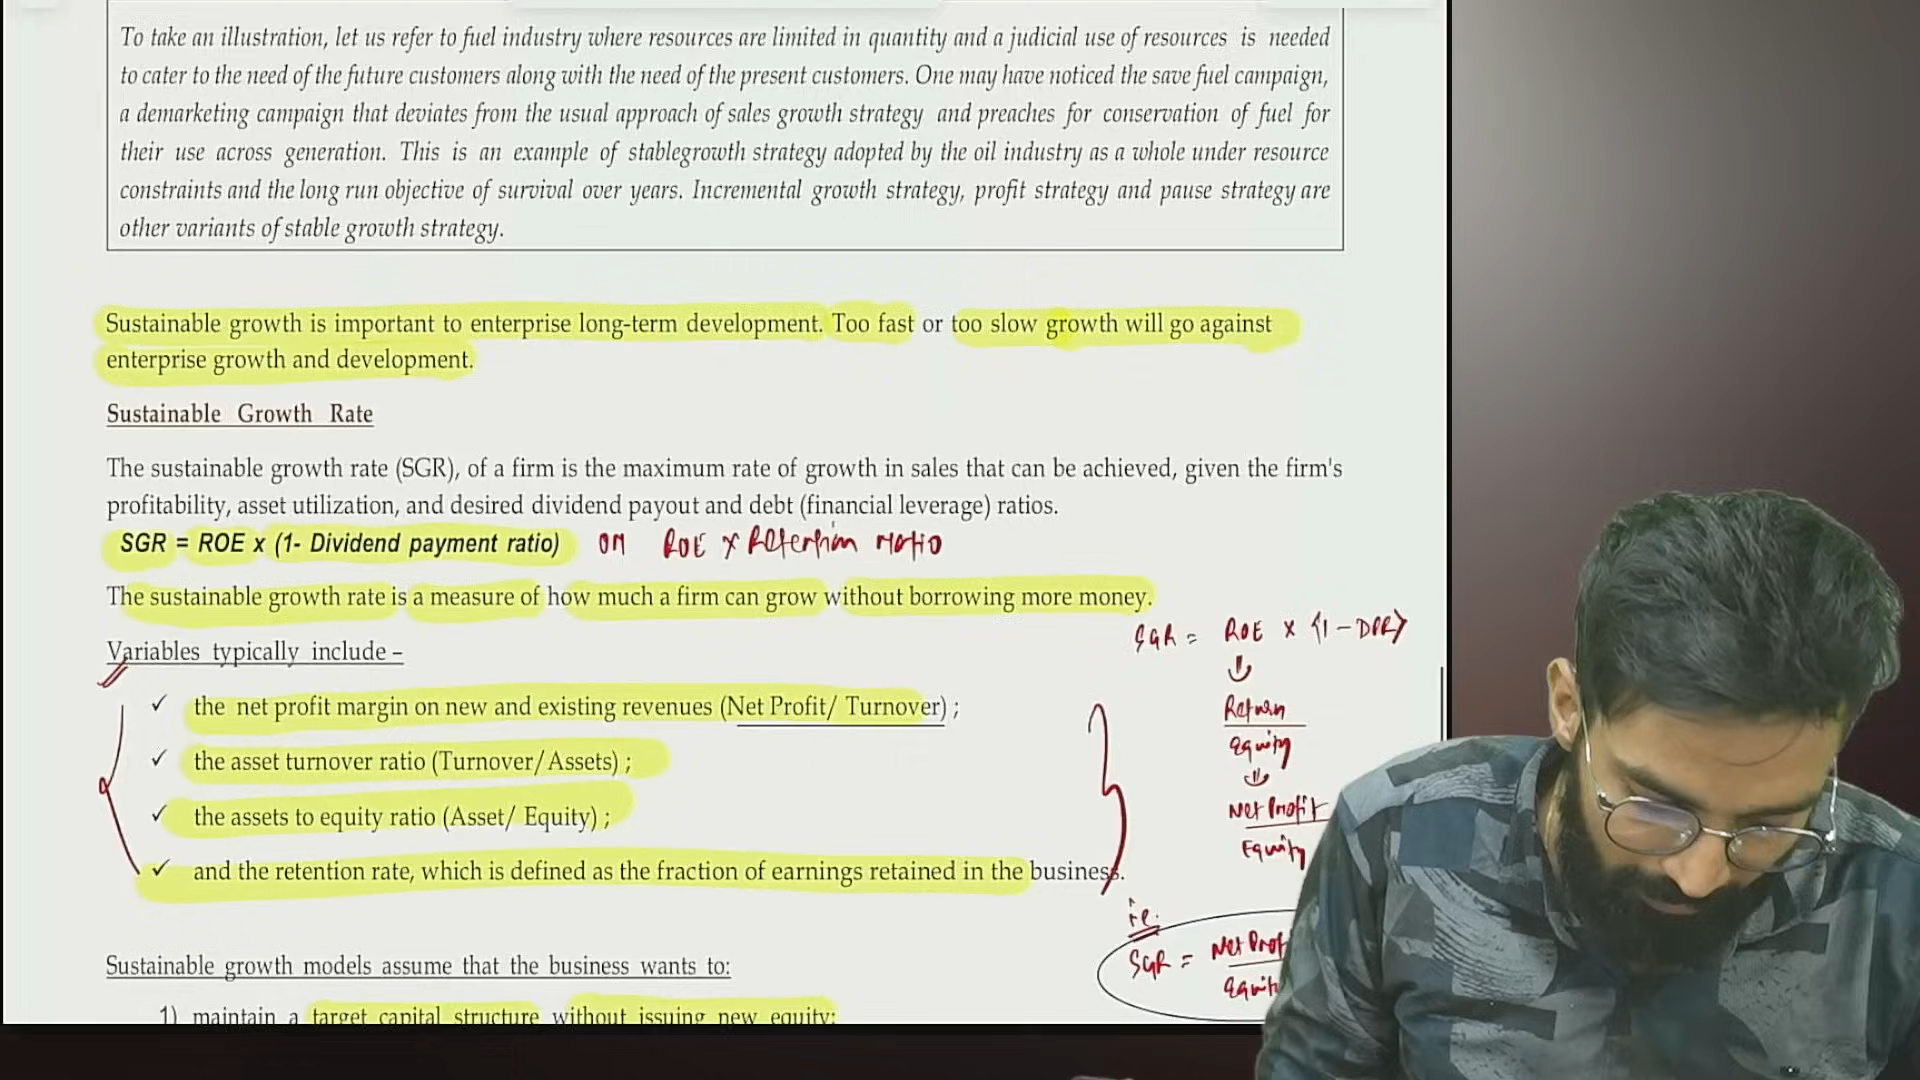 To take an illustration, let us refer to fuel industry where resources are limited in quantity and a judicial use of resources is needed
to cater to the need of the future customers along with the need of the present customers. One may have noticed the save fuel campaign,
a demarketing campaign that deviates from the usual approach of sales growth strategy and preaches for conservation of fuel for
their use across generation. This is an example of stablegrowth strategy adopted by the oil industry as a whole under resource
constraints and the long run objective of survival over years. Incremental growth strategy, profit strategy and pause strategy are
other variants of stable growth strategy.
Sustainable growth is important to enterprise long-term development. Too fast or too slow growth will go against
enterprise growth and development.
Sustainable Growth Rate
The sustainable growth rate (SGR), of a firm is the maximum rate of growth in sales that can be achieved, given the firm's
profitability, asset utilization, and desired dividend payout and debt (financial leverage) ratios.
SGR = ROE x (1- Dividend payment ratio) or ROE x Retention ratio
The sustainable growth rate is a measure of how much a firm can grow without borrowing more money.
SGR = ROE x (1 - DPR)
Variables typically include –
✓ the net profit margin on new and existing revenues (Net Profit/ Turnover) ;
Return
Equity
✓ the asset turnover ratio (Turnover/Assets) ;
✓ the assets to equity ratio (Asset/ Equity) ;
Net Profit
Equity
✓ and the retention rate, which is defined as the fraction of earnings retained in the business.
i.e.
SGR = Net Prof
Equit
Sustainable growth models assume that the business wants to:
1) maintain a target capital structure without issuing new equity;